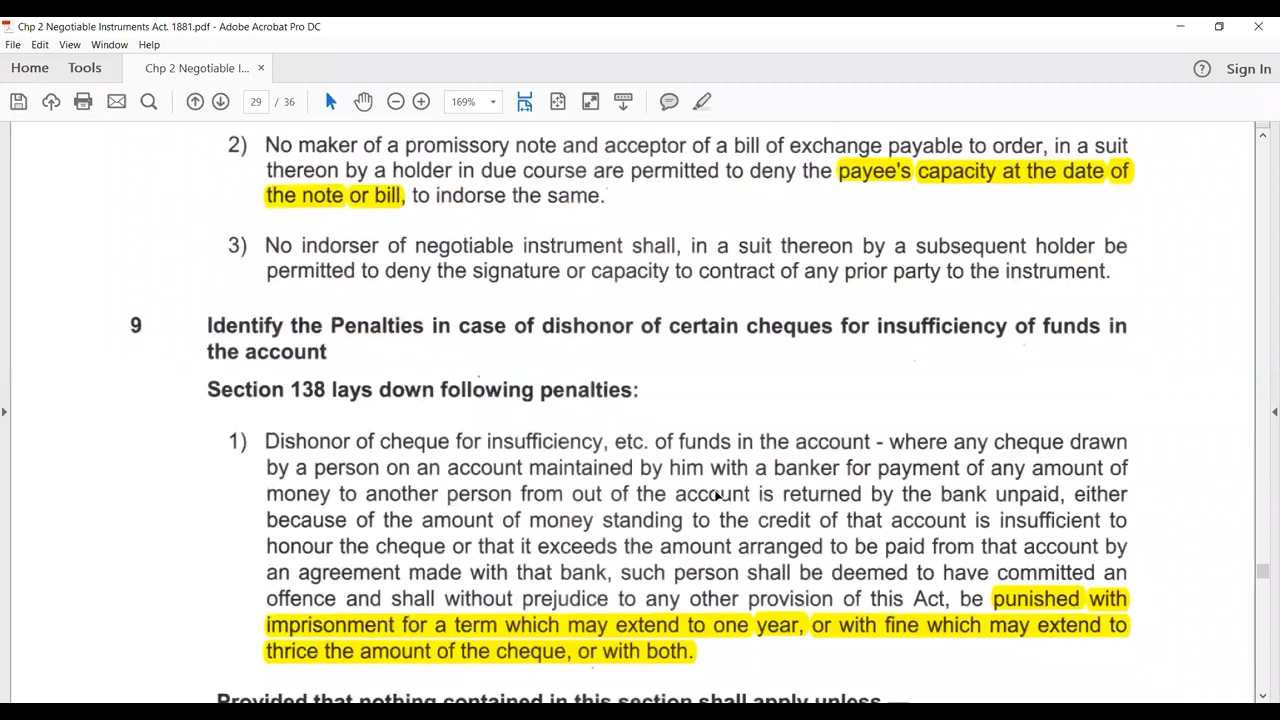 Chp 2 Negotiable Instruments Act. 1881.pdf - Adobe Acrobat Pro DC
File Edit View Window Help
Home Tools Chp 2 Negotiable I... × Sign In
29 / 36 169%
2) No maker of a promissory note and acceptor of a bill of exchange payable to order, in a suit
thereon by a holder in due course are permitted to deny the payee's capacity at the date of
the note or bill, to indorse the same.
3) No indorser of negotiable instrument shall, in a suit thereon by a subsequent holder be
permitted to deny the signature or capacity to contract of any prior party to the instrument.
9 Identify the Penalties in case of dishonor of certain cheques for insufficiency of funds in
the account
Section 138 lays down following penalties:
1) Dishonor of cheque for insufficiency, etc. of funds in the account - where any cheque drawn
by a person on an account maintained by him with a banker for payment of any amount of
money to another person from out of the account is returned by the bank unpaid, either
because of the amount of money standing to the credit of that account is insufficient to
honour the cheque or that it exceeds the amount arranged to be paid from that account by
an agreement made with that bank, such person shall be deemed to have committed an
offence and shall without prejudice to any other provision of this Act, be punished with
imprisonment for a term which may extend to one year, or with fine which may extend to
thrice the amount of the cheque, or with both.
Provided that nothing contained in this section shall apply unless —